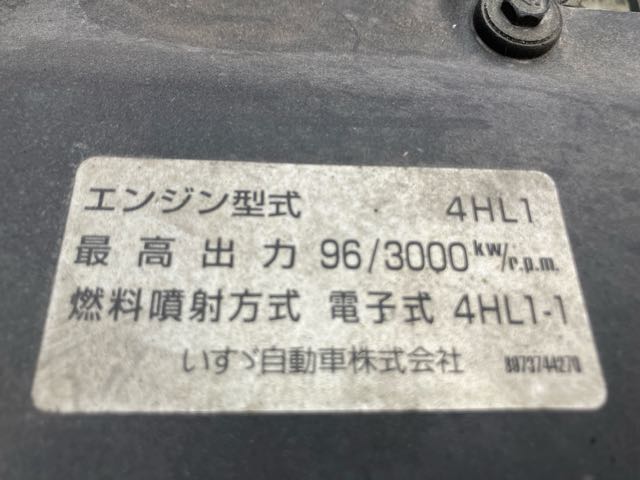 エンジン型式 4HL1
最高出力 96/3000 kw/r.p.m.
燃料噴射方式 電子式 4HL1-1
いすゞ自動車株式会社 8973744270